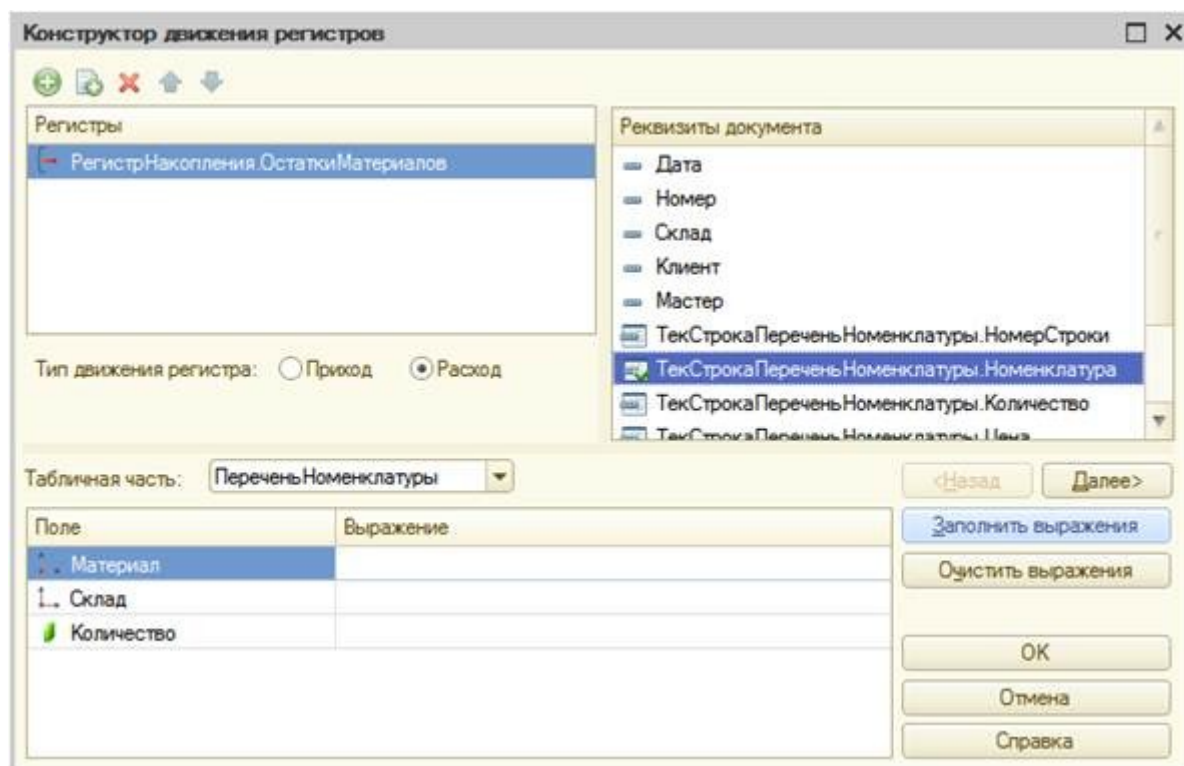 Конструктор движения регистров
Регистры
РегистрНакопления.ОстаткиМатериалов
Тип движения регистра: Приход Расход
Реквизиты документа
Дата
Номер
Склад
Клиент
Мастер
ТекСтрокаПереченьНоменклатуры.НомерСтроки
ТекСтрокаПереченьНоменклатуры.Номенклатура
ТекСтрокаПереченьНоменклатуры.Количество
ТекСтрокаПереченьНоменклатуры.Цена
Табличная часть: ПереченьНоменклатуры
<Назад Далее>
Поле Выражение
Материал
Склад
Количество
Заполнить выражения
Очистить выражения
OK
Отмена
Справка